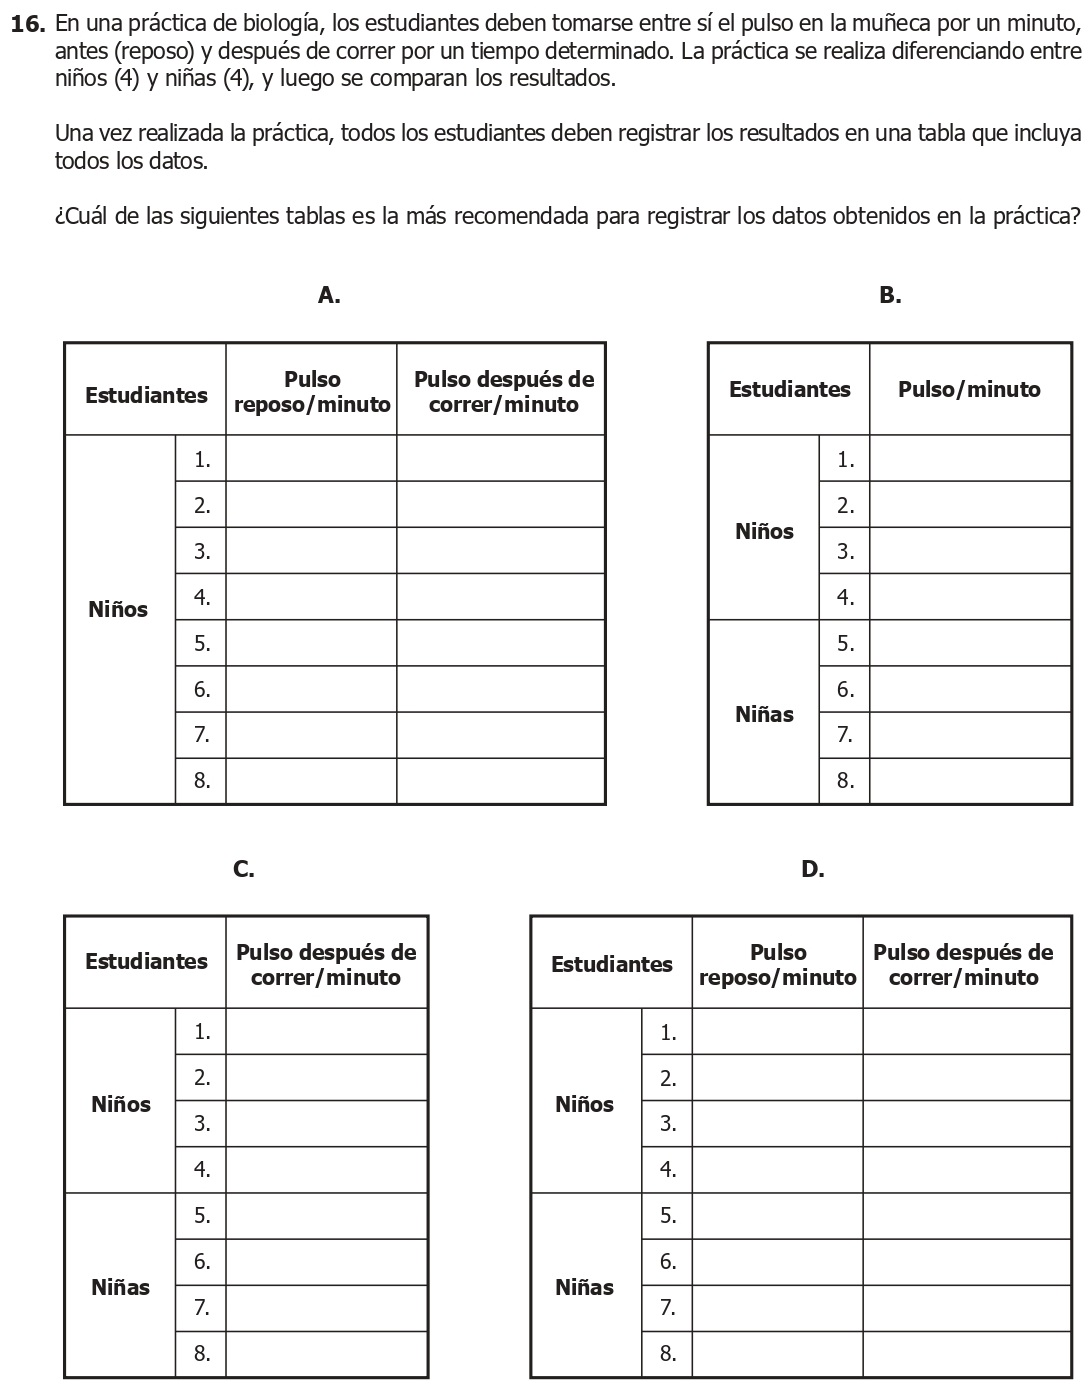 16. En una práctica de biología, los estudiantes deben tomarse entre sí el pulso en la muñeca por un minuto,
antes (reposo) y después de correr por un tiempo determinado. La práctica se realiza diferenciando entre
niños (4) y niñas (4), y luego se comparan los resultados.
Una vez realizada la práctica, todos los estudiantes deben registrar los resultados en una tabla que incluya
todos los datos.
¿Cuál de las siguientes tablas es la más recomendada para registrar los datos obtenidos en la práctica?
A.
Estudiantes
Pulso
reposo/minuto
Pulso después de
correr/minuto
Niños
1.
2.
3.
4.
5.
6.
7.
8.
B.
Estudiantes
Pulso/minuto
Niños
1.
2.
3.
4.
Niñas
5.
6.
7.
8.
C.
Estudiantes
Pulso después de
correr/minuto
Niños
1.
2.
3.
4.
Niñas
5.
6.
7.
8.
D.
Estudiantes
Pulso
reposo/minuto
Pulso después de
correr/minuto
Niños
1.
2.
3.
4.
Niñas
5.
6.
7.
8.